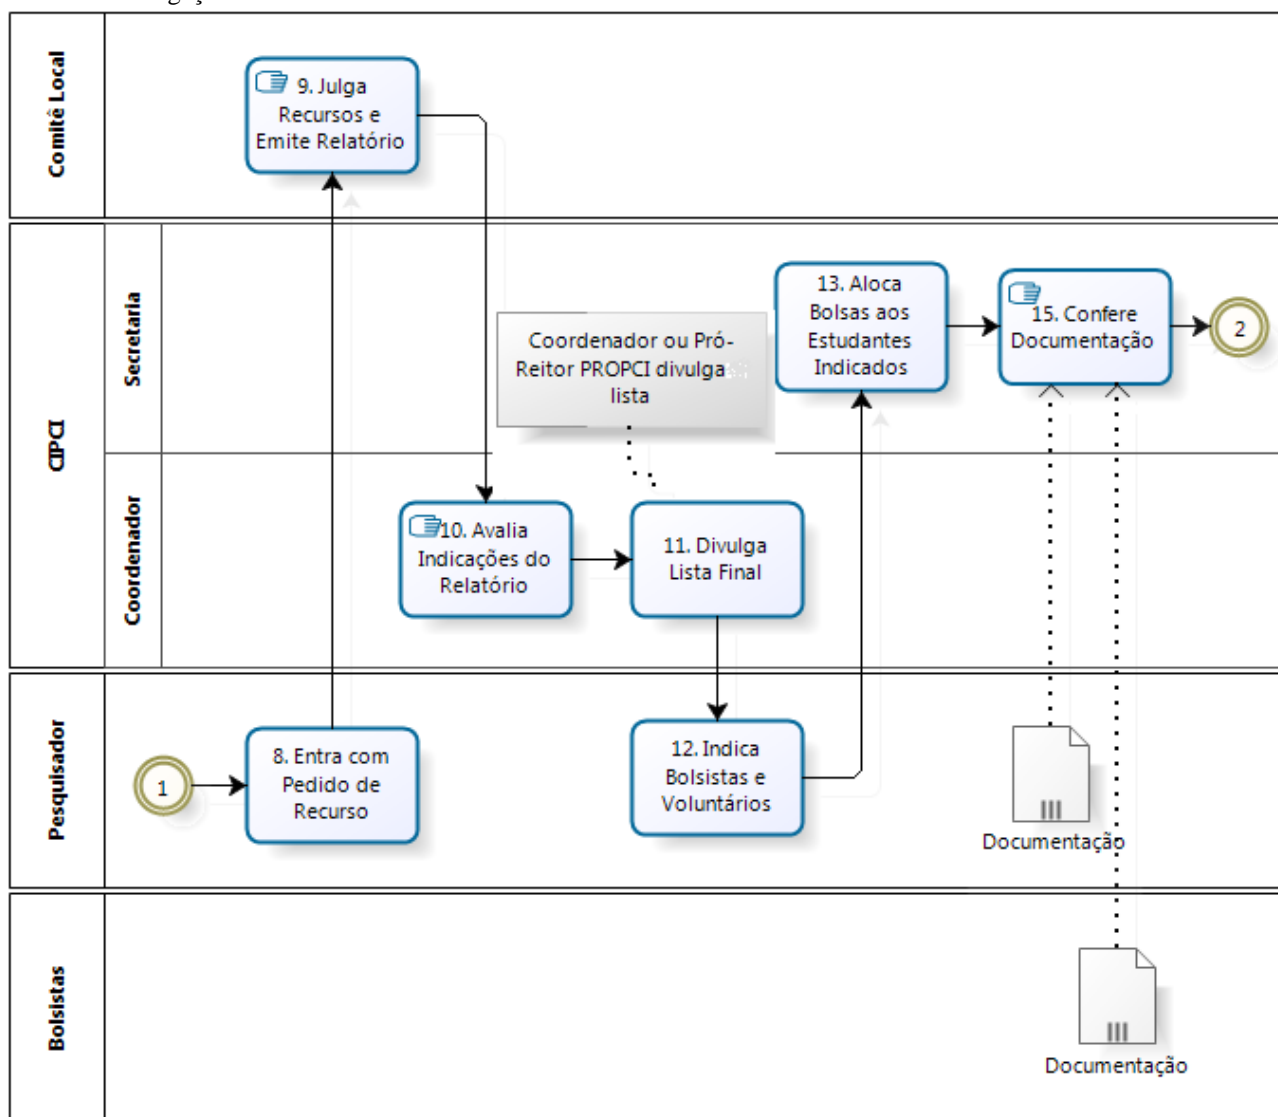 Comitê Local
9. Julga
Recursos e
Emite Relatório
CIPCI
Secretaria
Coordenador ou Pró-
Reitor PROPCI divulga
lista
13. Aloca
Bolsas aos
Estudantes
Indicados
15. Confere
Documentação
2
Coordenador
10. Avalia
Indicações do
Relatório
11. Divulga
Lista Final
Pesquisador
1
8. Entra com
Pedido de
Recurso
12. Indica
Bolsistas e
Voluntários
Documentação
Bolsistas
Documentação